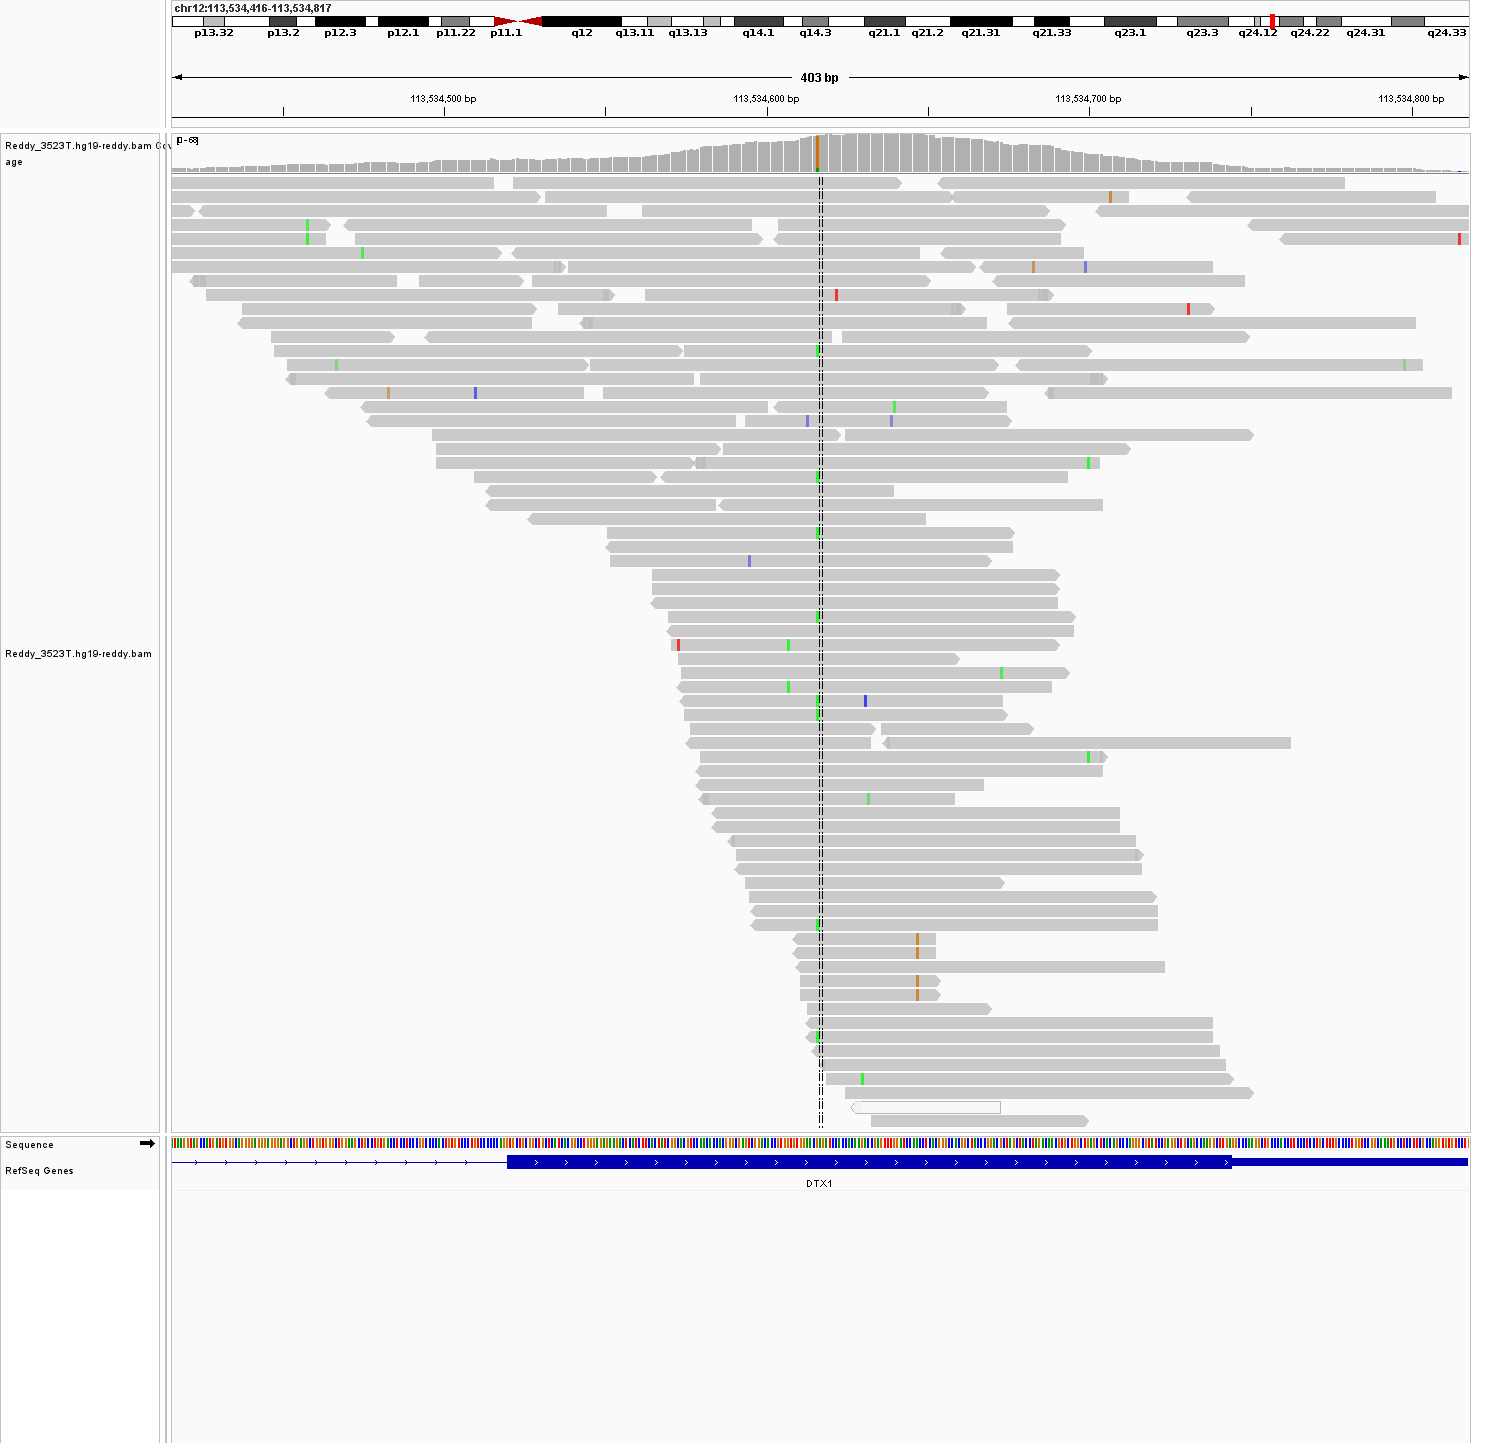 chr12:113,534,416-113,534,817
p13.32 p13.2 p12.3 p12.1 p11.22 p11.1 q12 q13.11 q13.13 q14.1 q14.3 q21.1 q21.2 q21.31 q21.33 q23.1 q23.3 q24.12 q24.22 q24.31 q24.33
403 bp
113,534,500 bp 113,534,600 bp 113,534,700 bp 113,534,800 bp
[0 - 68]
Reddy_3523T.hg19-reddy.bam Cov
age
Reddy_3523T.hg19-reddy.bam
Sequence
RefSeq Genes
DTX1